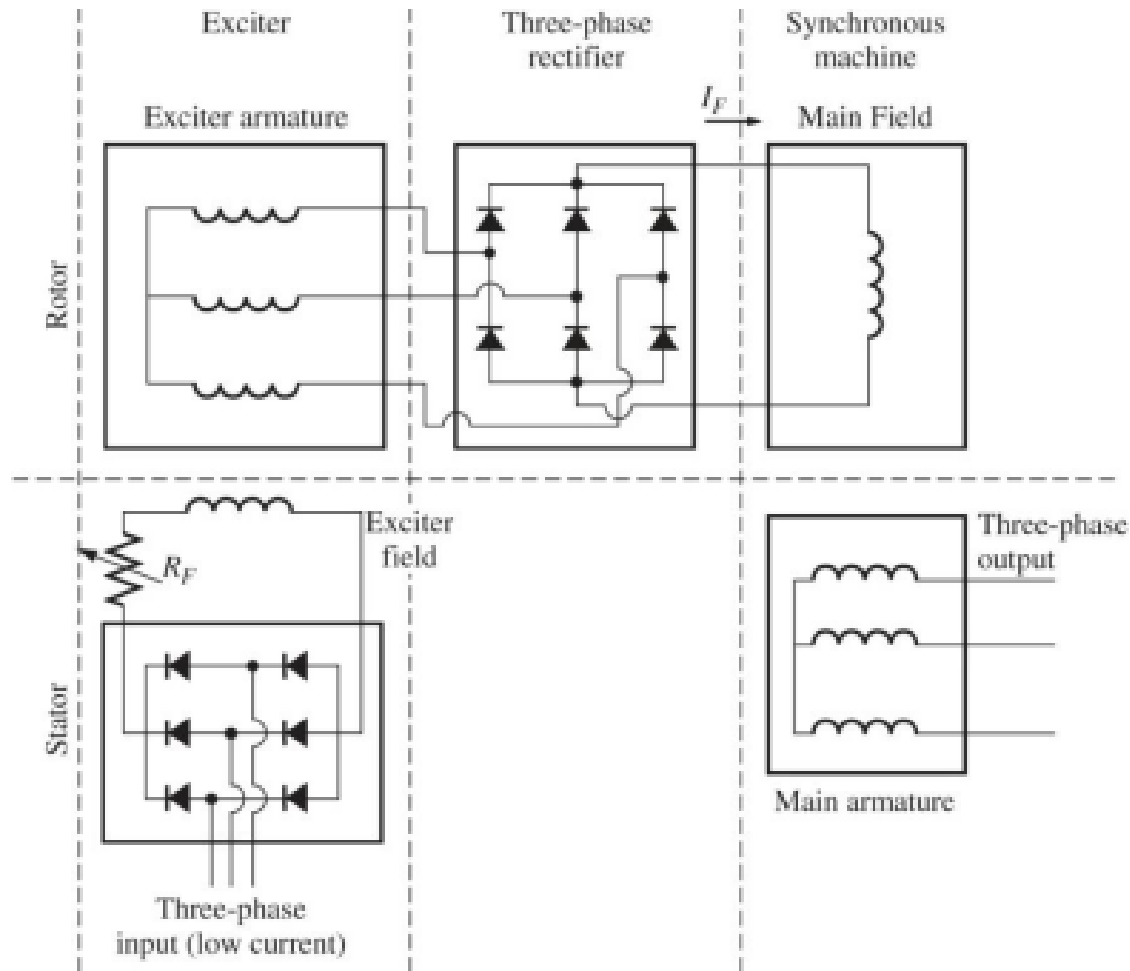 Exciter
Three-phase
rectifier
Synchronous
machine
I_F
Exciter armature
Main Field
Rotor
Exciter
field
R_F
Three-phase
output
Stator
Main armature
Three-phase
input (low current)